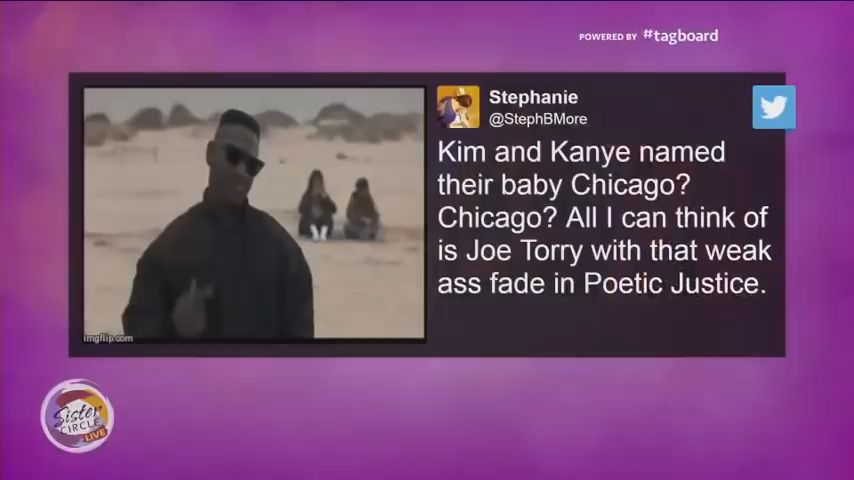 POWERED BY #tagboard
Stephanie
@StephBMore
Kim and Kanye named
their baby Chicago?
Chicago? All I can think of
is Joe Torry with that weak
ass fade in Poetic Justice.
imgflip.com
Sister
CIRCLE
LIVE